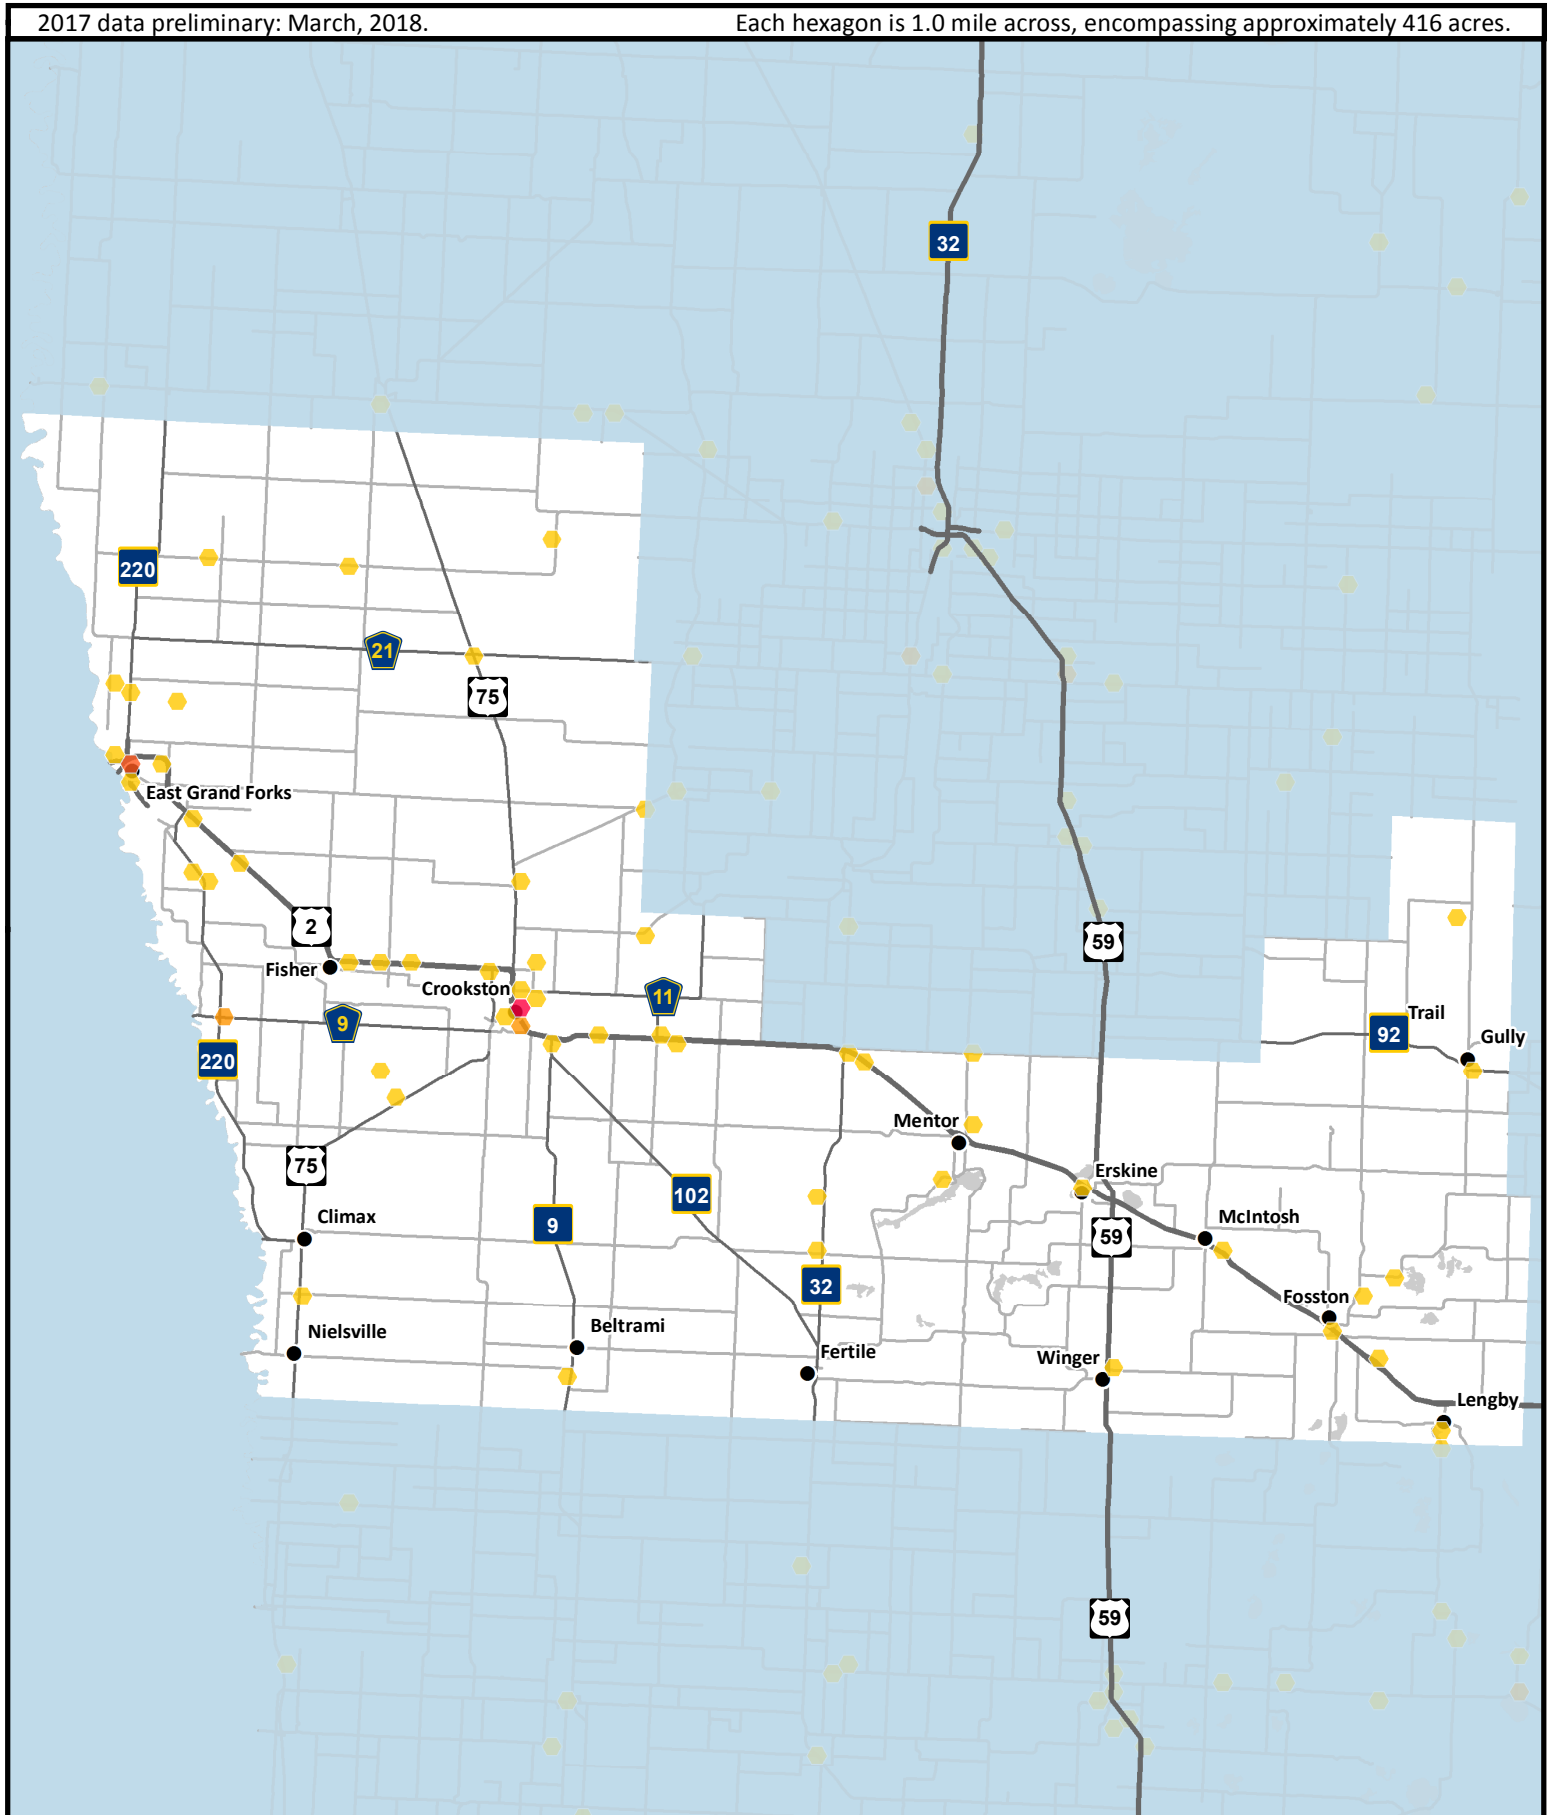 2017 data preliminary: March, 2018.
Each hexagon is 1.0 mile across, encompassing approximately 416 acres.
32
220
21
75
East Grand Forks
2
59
Fisher
Crookston
11
9
Trail
92
Gully
220
Mentor
75
Erskine
102
Climax
9
59
McIntosh
32
Fosston
Nielsville
Beltrami
Fertile
Winger
Lengby
59